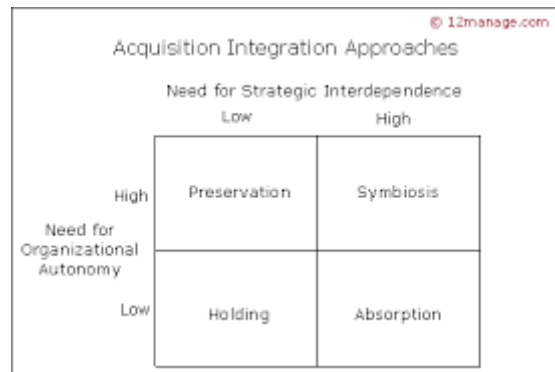 © 12manage.com
Acquisition Integration Approaches
Need for Strategic Interdependence
Low High
High Preservation Symbiosis
Need for
Organizational
Autonomy
Low Holding Absorption